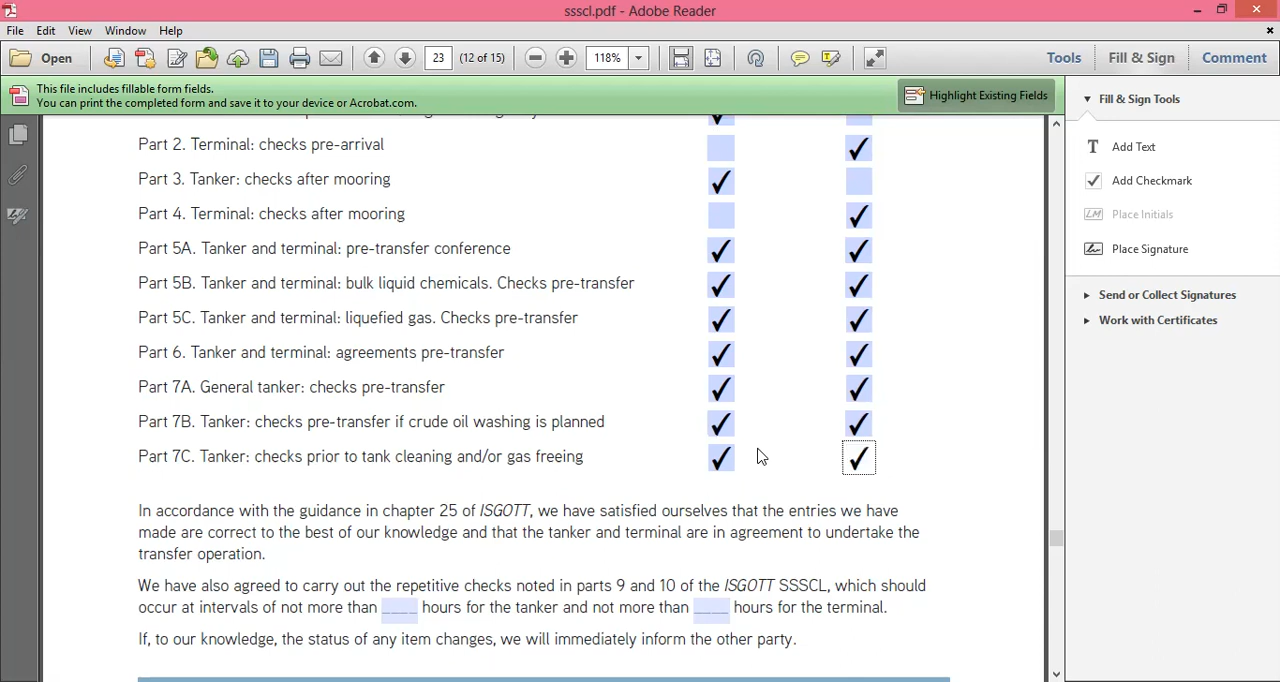 ssscl.pdf - Adobe Reader
File Edit View Window Help
Open 23 (12 of 15) 118% Tools Fill & Sign Comment
This file includes fillable form fields.
You can print the completed form and save it to your device or Acrobat.com.
Highlight Existing Fields
Fill & Sign Tools
Add Text
Add Checkmark
Place Initials
Place Signature
Send or Collect Signatures
Work with Certificates
Part 2. Terminal: checks pre-arrival
Part 3. Tanker: checks after mooring
Part 4. Terminal: checks after mooring
Part 5A. Tanker and terminal: pre-transfer conference
Part 5B. Tanker and terminal: bulk liquid chemicals. Checks pre-transfer
Part 5C. Tanker and terminal: liquefied gas. Checks pre-transfer
Part 6. Tanker and terminal: agreements pre-transfer
Part 7A. General tanker: checks pre-transfer
Part 7B. Tanker: checks pre-transfer if crude oil washing is planned
Part 7C. Tanker: checks prior to tank cleaning and/or gas freeing
In accordance with the guidance in chapter 25 of ISGOTT, we have satisfied ourselves that the entries we have
made are correct to the best of our knowledge and that the tanker and terminal are in agreement to undertake the
transfer operation.
We have also agreed to carry out the repetitive checks noted in parts 9 and 10 of the ISGOTT SSSCL, which should
occur at intervals of not more than ____ hours for the tanker and not more than ____ hours for the terminal.
If, to our knowledge, the status of any item changes, we will immediately inform the other party.